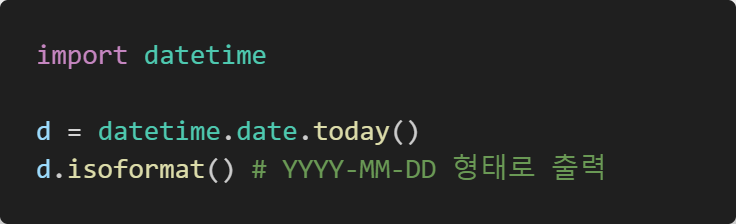 import datetime
d = datetime.date.today()
d.isoformat() # YYYY-MM-DD 형태로 출력